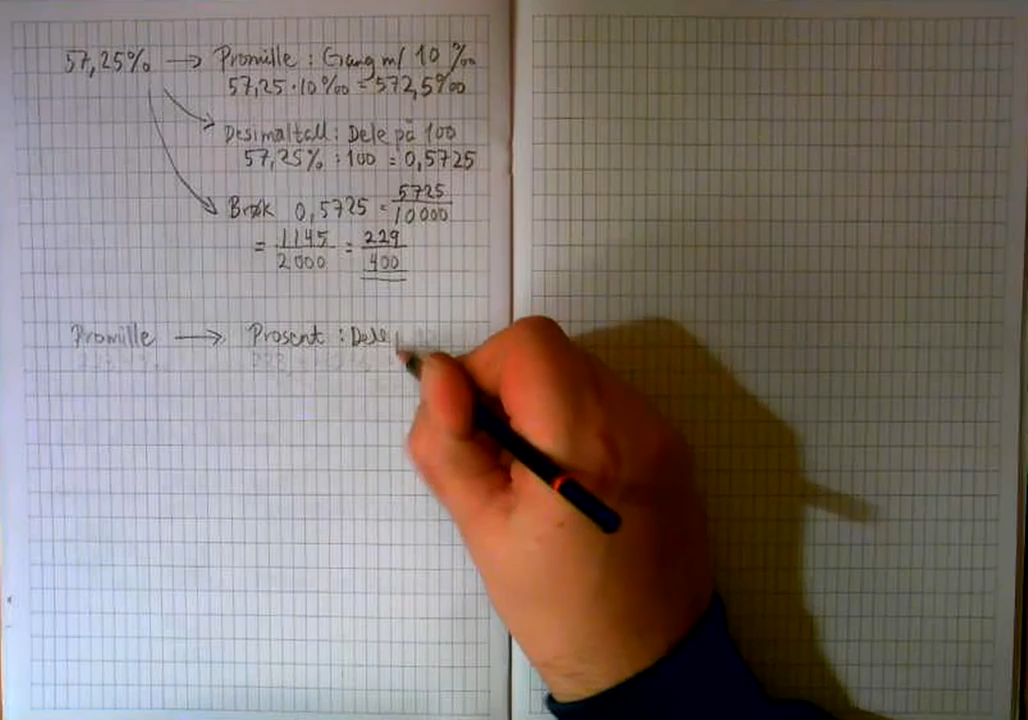 57,25% → Promille : Gang m/ 10 ‰
57,25 · 10 ‰ = 572,5‰
Desimaltall : Dele på 100
57,25% : 100 = 0,5725
Brøk 0,5725 = 5725/10000
= 1145/2000 = 229/400
Promille → Prosent : Dele